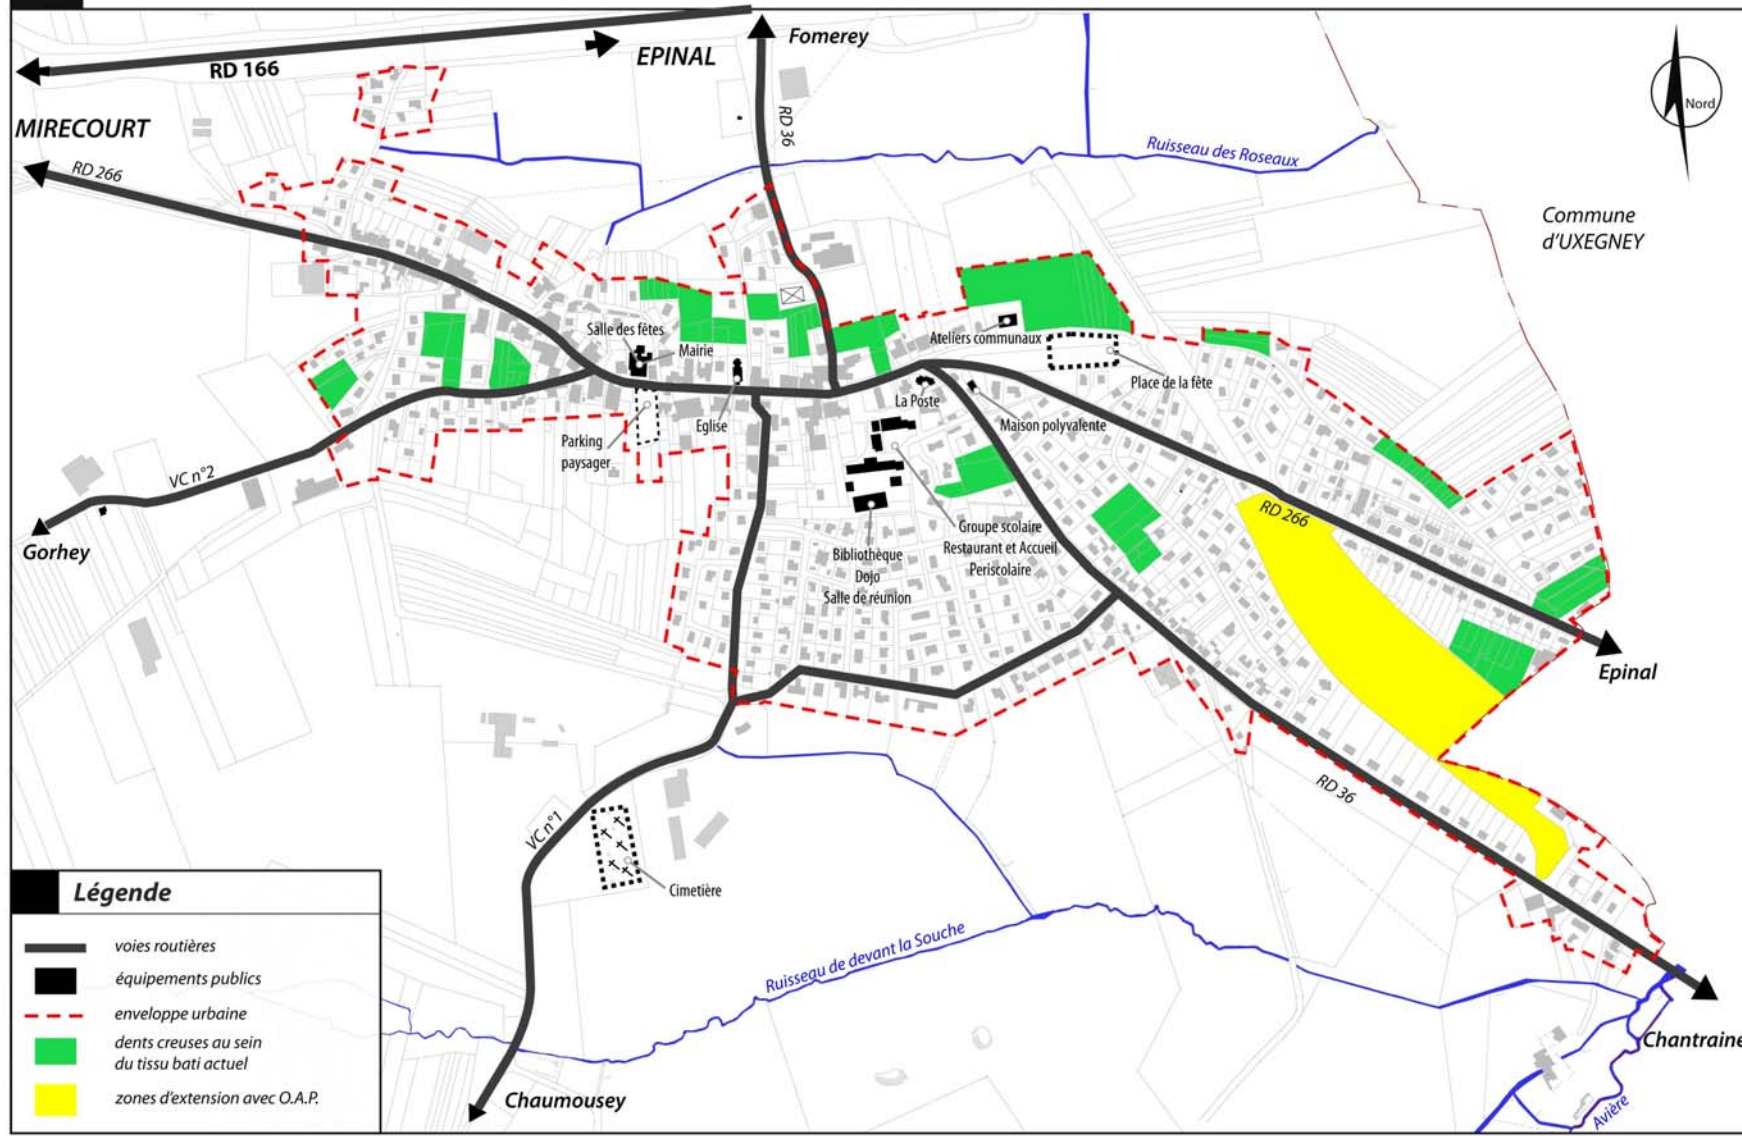 Fomerey
EPINAL
RD 166
RD 36
Nord
MIRECOURT
RD 266
Ruisseau des Roseaux
Commune
d'UXEGNEY
Salle des fêtes
Mairie
Ateliers communaux
Place de la fête
La Poste
Maison polyvalente
Eglise
Parking
paysager
VC n°2
Gorhey
RD 266
Groupe scolaire
Restaurant et Accueil
Periscolaire
Bibliothèque
Dojo
Salle de réunion
Epinal
RD 36
VC n°1
Cimetière
Ruisseau de devant la Souche
Chantraine
Avière
Chaumousey
Légende
voies routières
équipements publics
enveloppe urbaine
dents creuses au sein
du tissu bati actuel
zones d'extension avec O.A.P.